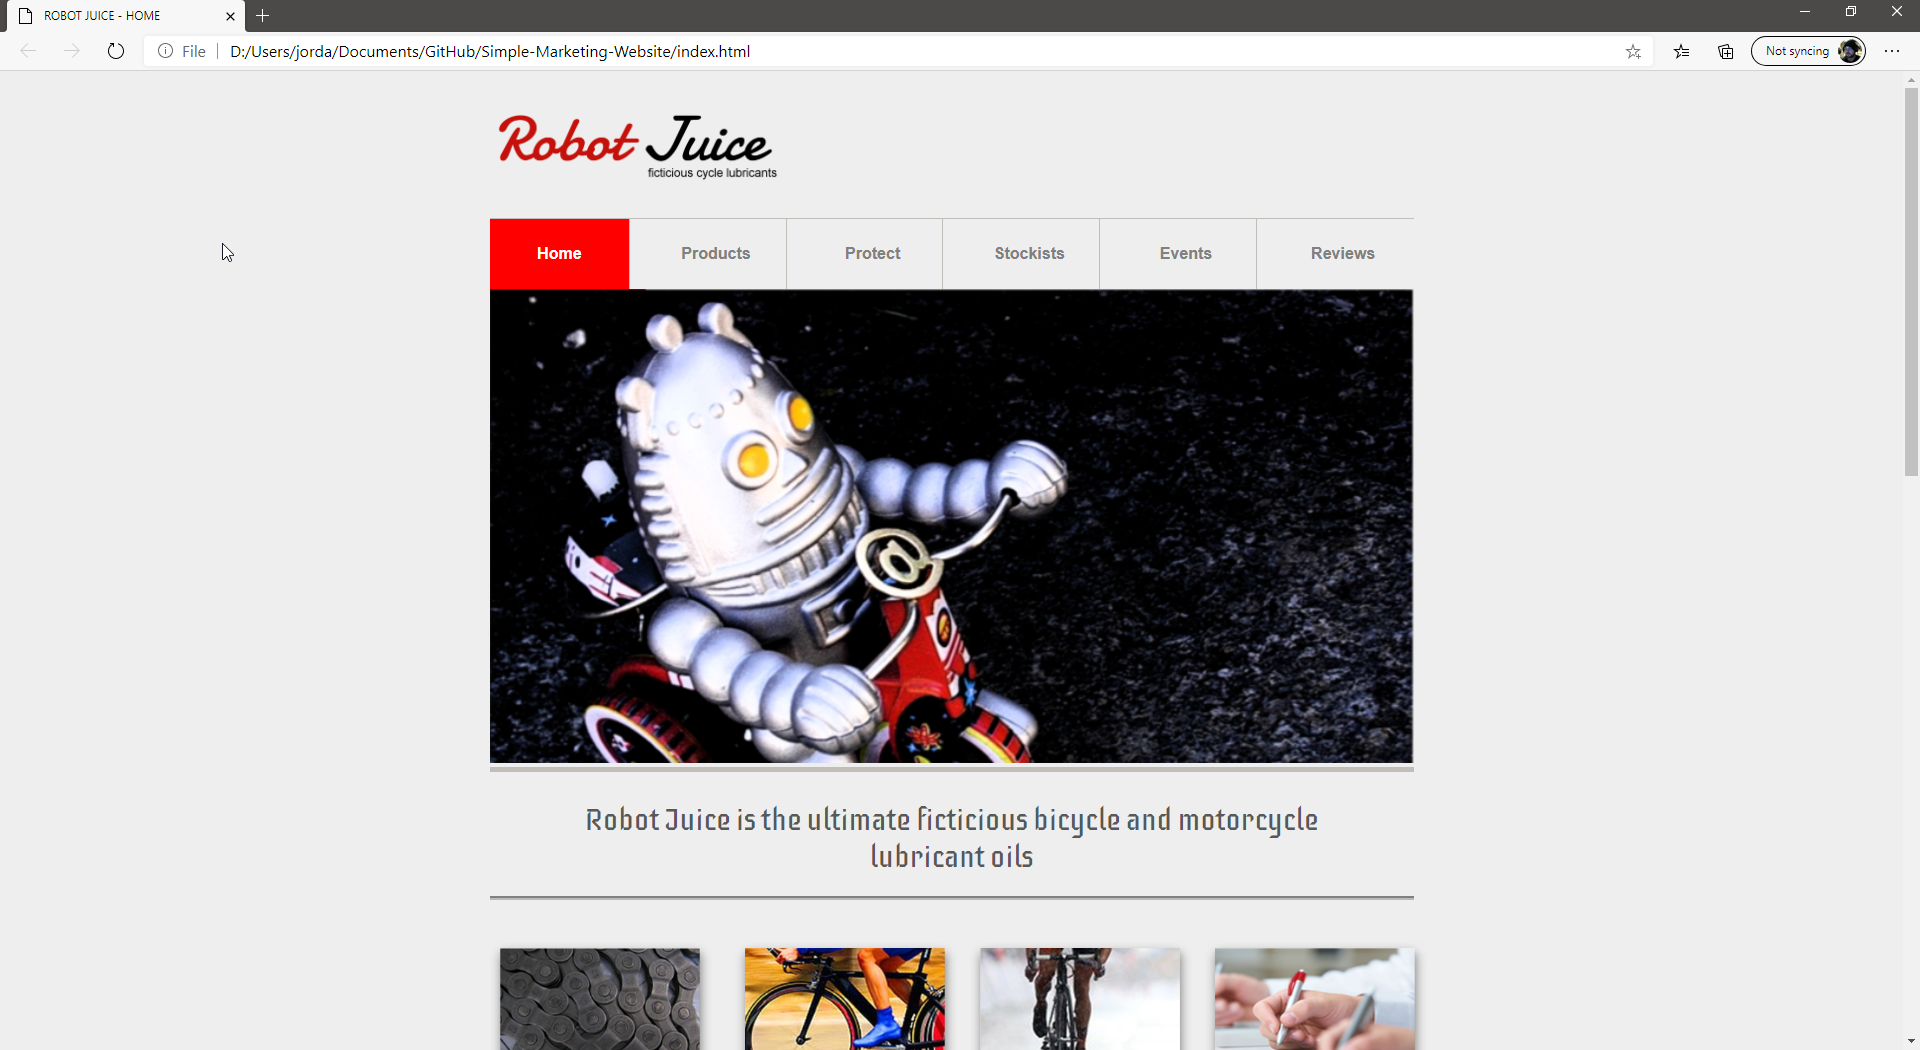 ROBOT JUICE - HOME
File
D:/Users/jorda/Documents/GitHub/Simple-Marketing-Website/index.html
Not syncing
Robot Juice
ficticious cycle lubricants
Home Products Protect Stockists Events Reviews
@
Robot Juice is the ultimate ficticious bicycle and motorcycle
lubricant oils